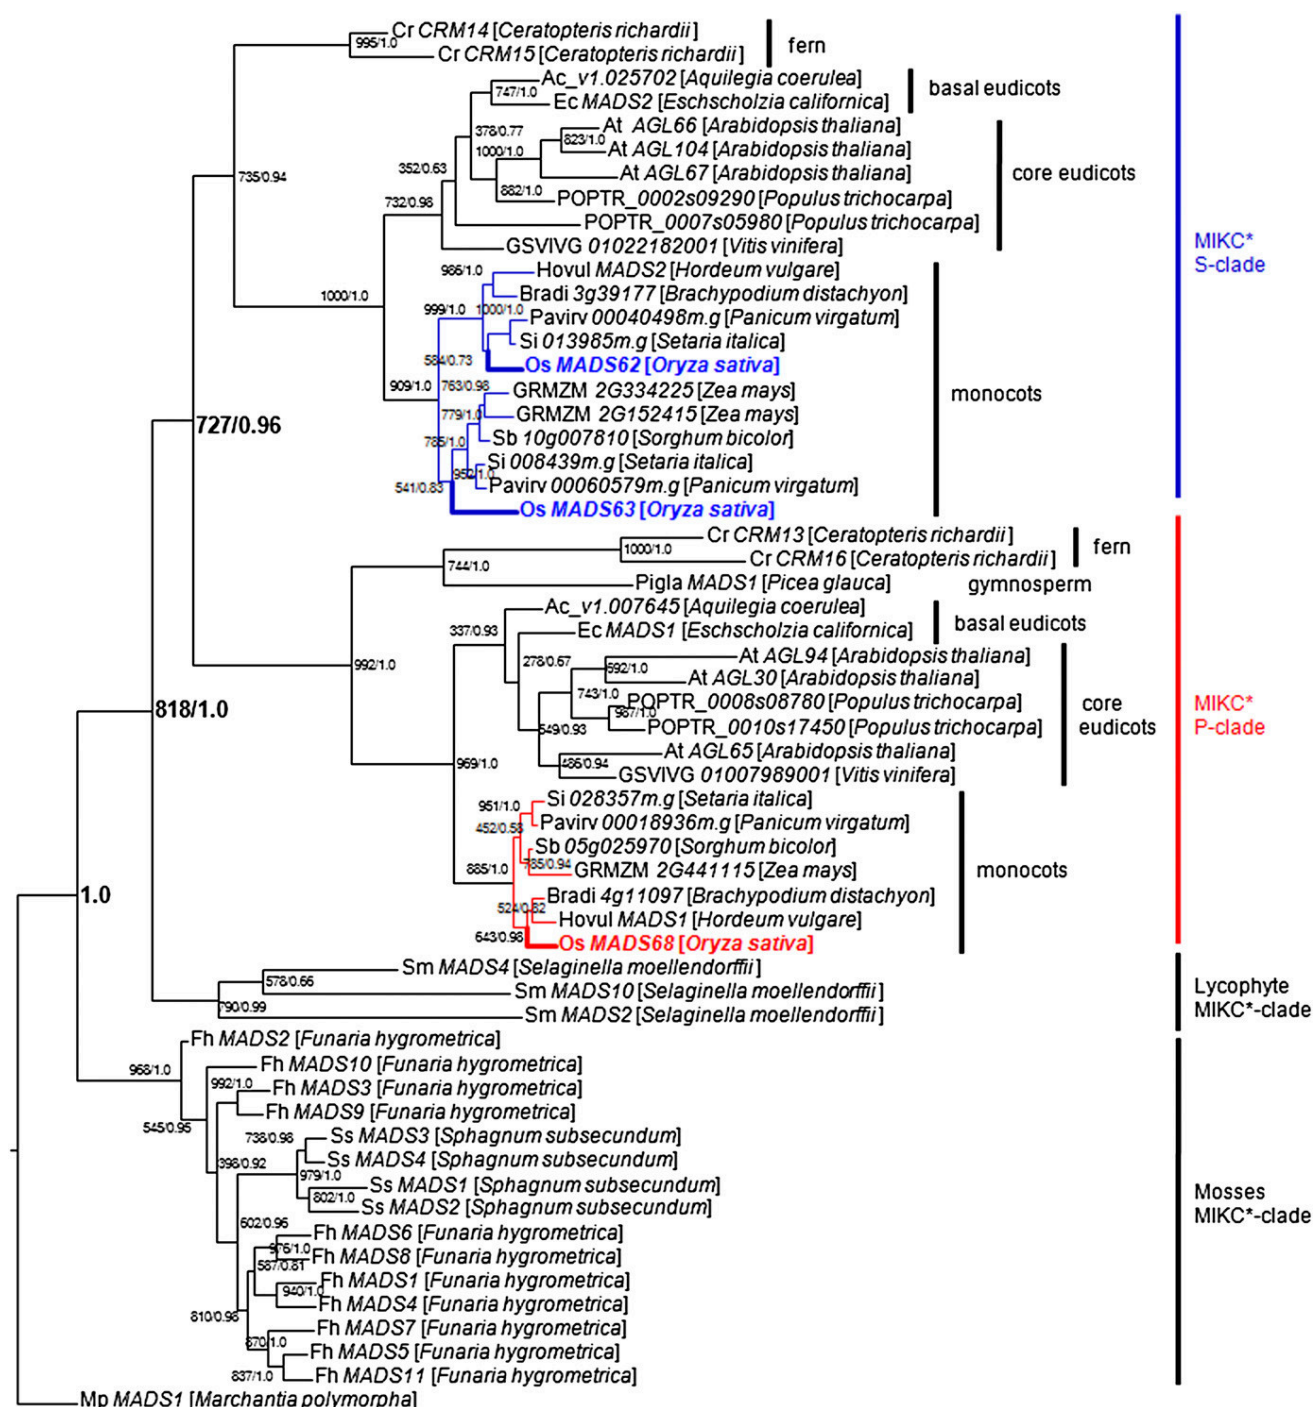 Cr CRM14 [Ceratopteris richardii]
995/1.0
Cr CRM15 [Ceratopteris richardii]
fern
Ac_v1.025702 [Aquilegia coerulea]
747/1.0
Ec MADS2 [Eschscholzia californica]
basal eudicots
378/0.77
At AGL66 [Arabidopsis thaliana]
823/1.0
At AGL104 [Arabidopsis thaliana]
1000/1.0
352/0.63
At AGL67 [Arabidopsis thaliana]
core eudicots
735/0.94
882/1.0
POPTR_0002s09290 [Populus trichocarpa]
732/0.98
POPTR_0007s05980 [Populus trichocarpa]
GSVIVG 01022182001 [Vitis vinifera]
MIKC*
S-clade
986/1.0
Hovul MADS2 [Hordeum vulgare]
1000/1.0
Bradi 3g39177 [Brachypodium distachyon]
999/1.0
1000/1.0
Pavirv 00040498m.g [Panicum virgatum]
Si 013985m.g [Setaria italica]
584/0.73
Os MADS62 [Oryza sativa]
909/1.0
763/0.98
GRMZM 2G334225 [Zea mays]
monocots
779/1.0
GRMZM 2G152415 [Zea mays]
727/0.96
785/1.0
Sb 10g007810 [Sorghum bicolor]
Si 008439m.g [Setaria italica]
952/1.0
541/0.83
Pavirv 00060579m.g [Panicum virgatum]
Os MADS63 [Oryza sativa]
Cr CRM13 [Ceratopteris richardii]
1000/1.0
Cr CRM16 [Ceratopteris richardii]
fern
744/1.0
Pigla MADS1 [Picea glauca]
gymnosperm
Ac_v1.007645 [Aquilegia coerulea]
337/0.93
Ec MADS1 [Eschscholzia californica]
basal eudicots
992/1.0
278/0.67
At AGL94 [Arabidopsis thaliana]
692/1.0
At AGL30 [Arabidopsis thaliana]
743/1.0
POPTR_0008s08780 [Populus trichocarpa]
987/1.0
core
eudicots
MIKC*
P-clade
818/1.0
549/0.93
POPTR_0010s17450 [Populus trichocarpa]
At AGL65 [Arabidopsis thaliana]
969/1.0
486/0.94
GSVIVG 01007989001 [Vitis vinifera]
951/1.0
Si 028357m.g [Setaria italica]
452/0.58
Pavirv 00018936m.g [Panicum virgatum]
Sb 05g025970 [Sorghum bicolor]
885/1.0
785/0.94
GRMZM 2G441115 [Zea mays]
monocots
1.0
Bradi 4g11097 [Brachypodium distachyon]
524/0.82
Hovul MADS1 [Hordeum vulgare]
643/0.98
Os MADS68 [Oryza sativa]
Sm MADS4 [Selaginella moellendorffii]
578/0.66
Sm MADS10 [Selaginella moellendorffii]
790/0.99
Sm MADS2 [Selaginella moellendorffii]
Lycophyte
MIKC*-clade
Fh MADS2 [Funaria hygrometrica]
968/1.0
Fh MADS10 [Funaria hygrometrica]
992/1.0
Fh MADS3 [Funaria hygrometrica]
Fh MADS9 [Funaria hygrometrica]
545/0.95
738/0.98
Ss MADS3 [Sphagnum subsecundum]
398/0.92
Ss MADS4 [Sphagnum subsecundum]
979/1.0
Ss MADS1 [Sphagnum subsecundum]
802/1.0
Ss MADS2 [Sphagnum subsecundum]
Mosses
MIKC*-clade
602/0.96
Fh MADS6 [Funaria hygrometrica]
976/1.0
Fh MADS8 [Funaria hygrometrica]
587/0.81
Fh MADS1 [Funaria hygrometrica]
940/1.0
Fh MADS4 [Funaria hygrometrica]
810/0.98
Fh MADS7 [Funaria hygrometrica]
870/1.0
Fh MADS5 [Funaria hygrometrica]
837/1.0
Fh MADS11 [Funaria hygrometrica]
Mp MADS1 [Marchantia polymorpha]